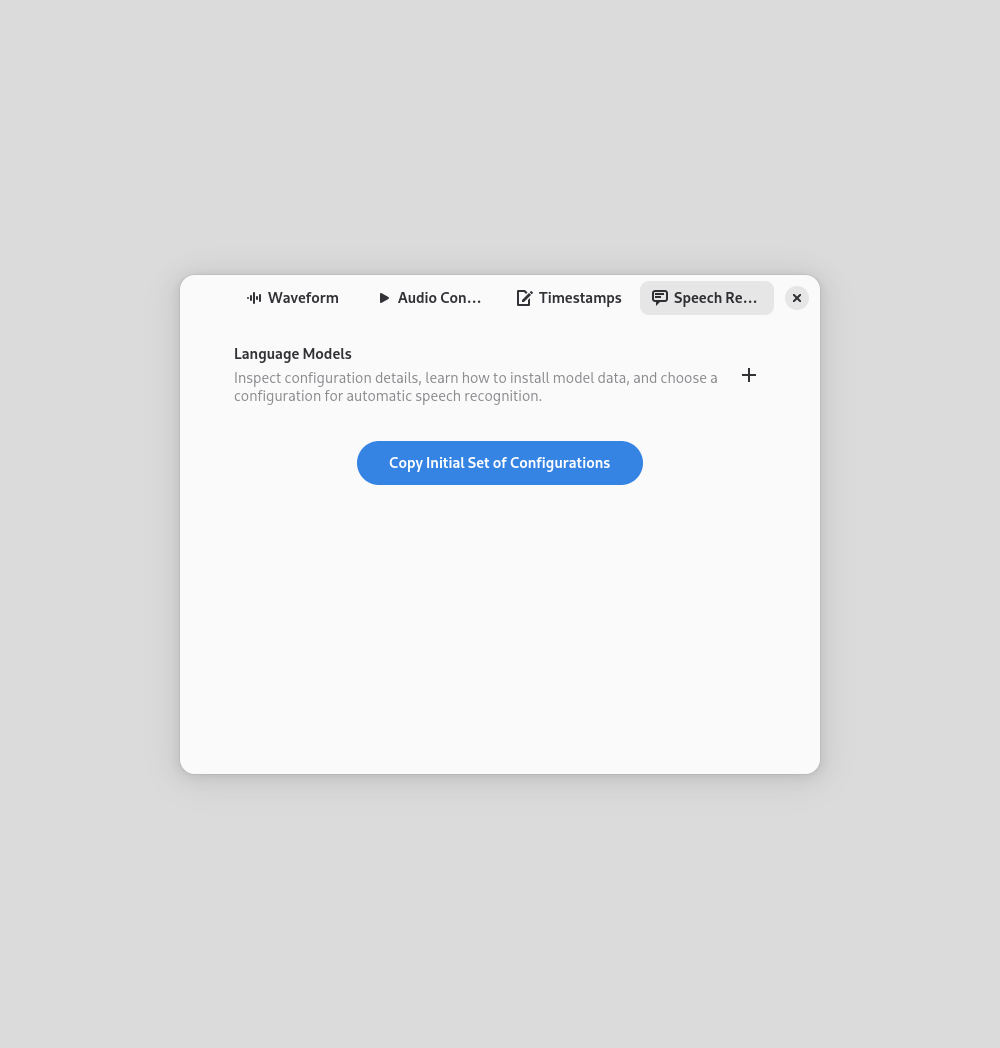 Waveform
Audio Con…
Timestamps
Speech Re…
Language Models
Inspect configuration details, learn how to install model data, and choose a
configuration for automatic speech recognition.
Copy Initial Set of Configurations